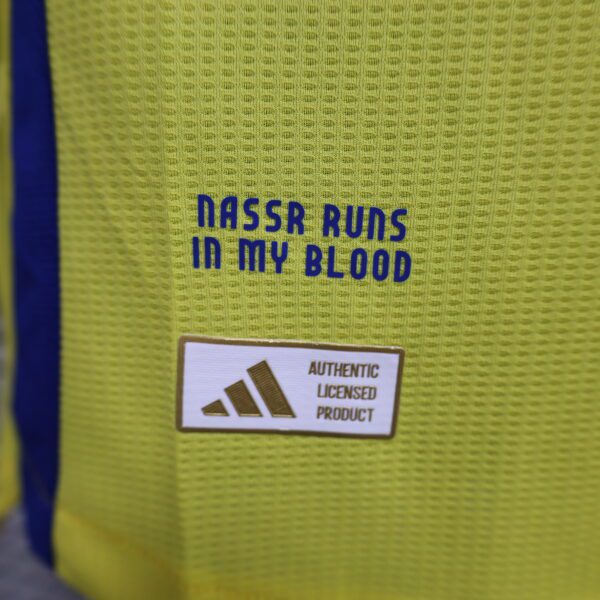 NASSR RUNS
IN MY BLOOD
AUTHENTIC
LICENSED
PRODUCT